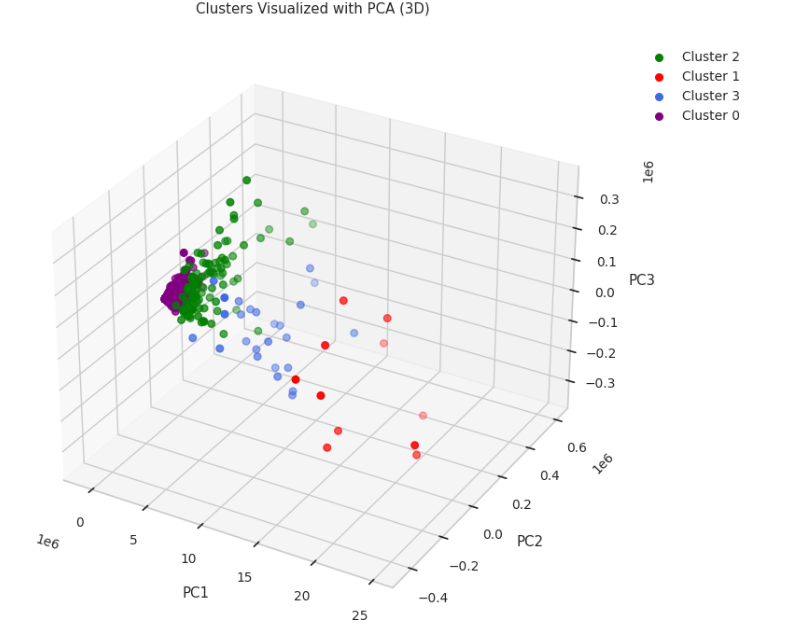 Clusters Visualized with PCA (3D)
Cluster 2
Cluster 1
Cluster 3
Cluster 0
1e6
0.3
0.2
0.1
0.0
−0.1
−0.2
−0.3
PC3
0.6
0.4
0.2
0.0
−0.2
−0.4
1e6
PC2
0
5
10
15
20
25
1e6
PC1